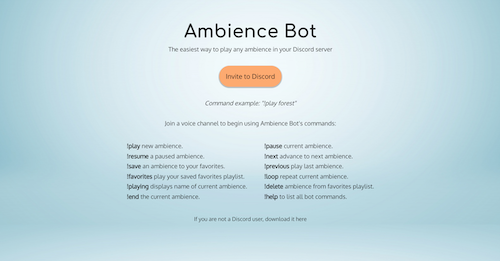 Ambience Bot
The easiest way to play any ambience in your Discord server
Invite to Discord
Command example: "!play forest"
Join a voice channel to begin using Ambience Bot's commands:
!play new ambience.
!resume a paused ambience.
!save an ambience to your favorites.
!favorites play your saved favorites playlist.
!playing displays name of current ambience.
!end the current ambience.
!pause current ambience.
!next advance to next ambience.
!previous play last ambience.
!loop repeat current ambience.
!delete ambience from favorites playlist.
!help to list all bot commands.
If you are not a Discord user, download it here